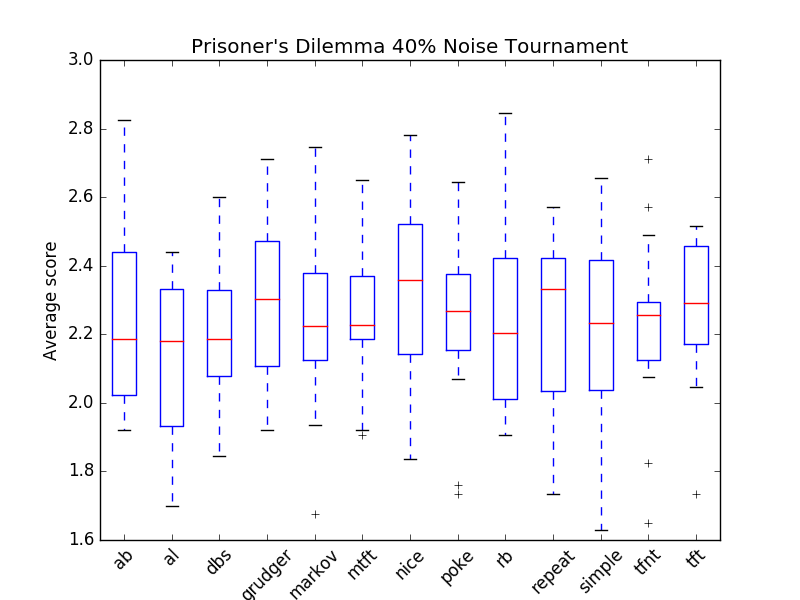 Prisoner's Dilemma 40% Noise Tournament
3.0
2.8
2.6
2.4
2.2
2.0
1.8
1.6
Average score
ab al dbs grudger markov mtft nice poke rb repeat simple tfnt tft